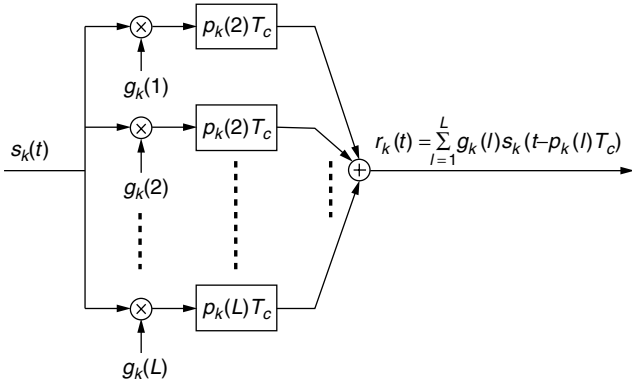 p_k(2)T_c
g_k(1)
p_k(2)T_c
s_k(t)
r_k(t) = \sum_{l=1}^{L} g_k(l)s_k(t–p_k(l)T_c)
g_k(2)
p_k(L)T_c
g_k(L)